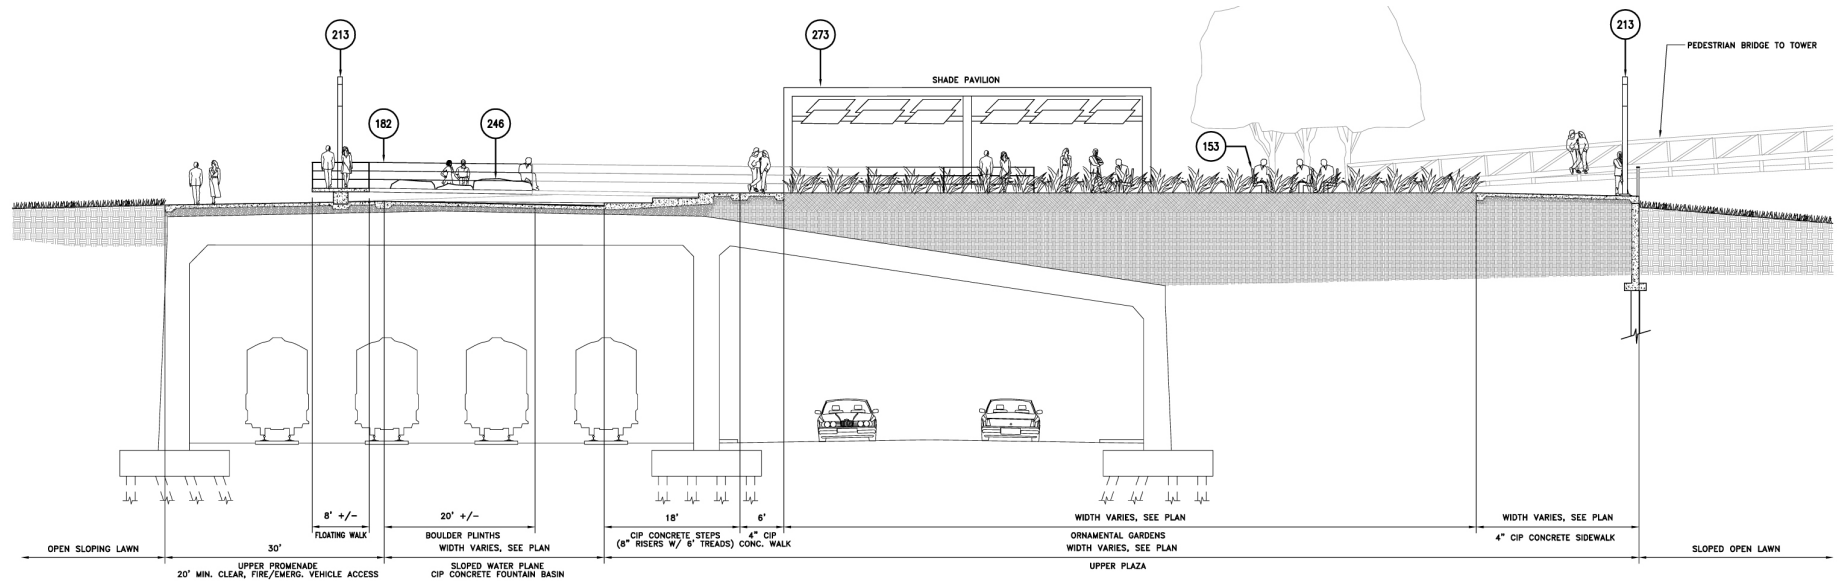 213
273
213
PEDESTRIAN BRIDGE TO TOWER
SHADE PAVILION
182
246
153
8' +/-
20' +/-
18'
6'
WIDTH VARIES, SEE PLAN
WIDTH VARIES, SEE PLAN
FLOATING WALK
BOULDER PLINTHS
CIP CONCRETE STEPS
(8" RISERS W/ 6' TREADS)
4" CIP
CONC. WALK
ORNAMENTAL GARDENS
4" CIP CONCRETE SIDEWALK
OPEN SLOPING LAWN
30'
WIDTH VARIES, SEE PLAN
WIDTH VARIES, SEE PLAN
SLOPED OPEN LAWN
UPPER PROMENADE
20' MIN. CLEAR, FIRE/EMERG. VEHICLE ACCESS
SLOPED WATER PLANE
CIP CONCRETE FOUNTAIN BASIN
UPPER PLAZA